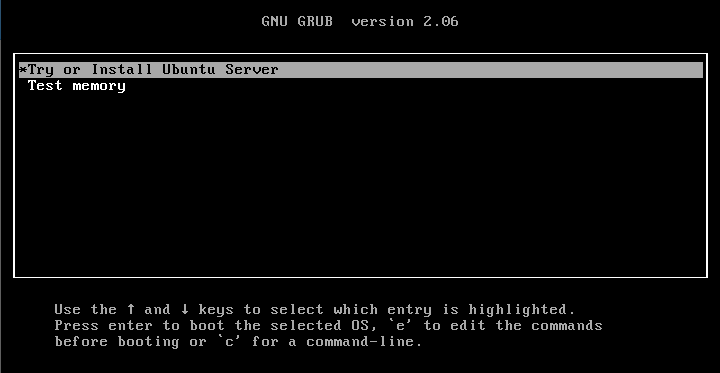 GNU GRUB  version 2.06
*Try or Install Ubuntu Server
Test memory
Use the ↑ and ↓ keys to select which entry is highlighted.
Press enter to boot the selected OS, `e' to edit the commands
before booting or `c' for a command-line.